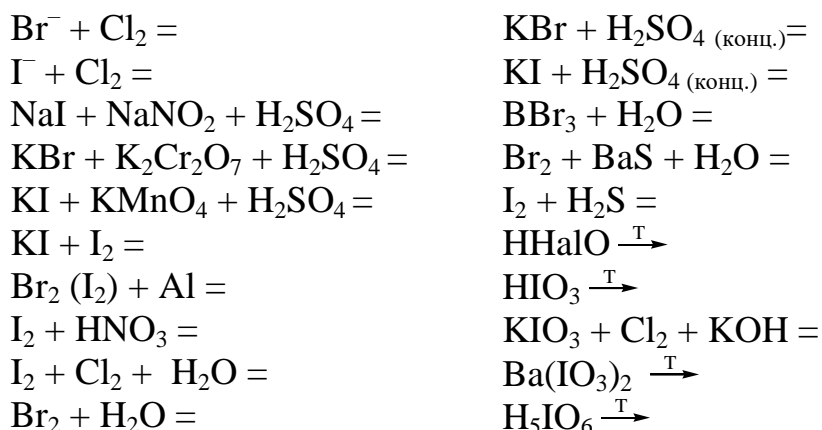 Br⁻ + Cl₂ =
I⁻ + Cl₂ =
NaI + NaNO₂ + H₂SO₄ =
KBr + K₂Cr₂O₇ + H₂SO₄ =
KI + KMnO₄ + H₂SO₄ =
KI + I₂ =
Br₂ (I₂) + Al =
I₂ + HNO₃ =
I₂ + Cl₂ + H₂O =
Br₂ + H₂O =
KBr + H₂SO₄ (конц.) =
KI + H₂SO₄ (конц.) =
BBr₃ + H₂O =
Br₂ + BaS + H₂O =
I₂ + H₂S =
HHalO —T→
HIO₃ —T→
KIO₃ + Cl₂ + KOH =
Ba(IO₃)₂ —T→
H₅IO₆ —T→